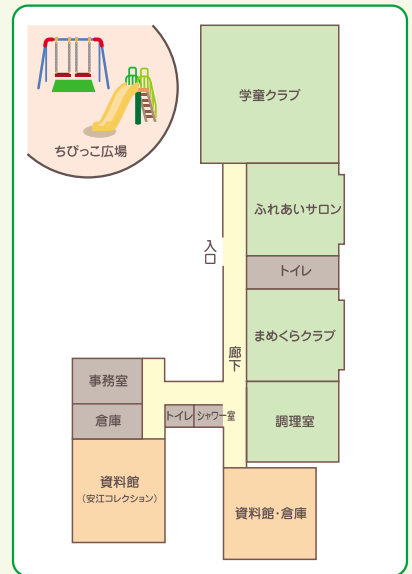 学童クラブ
ちびっこ広場
ふれあいサロン
入口
トイレ
まめくらクラブ
廊下
事務室
倉庫
トイレ
シャワー室
調理室
資料館
（安江コレクション）
資料館・倉庫